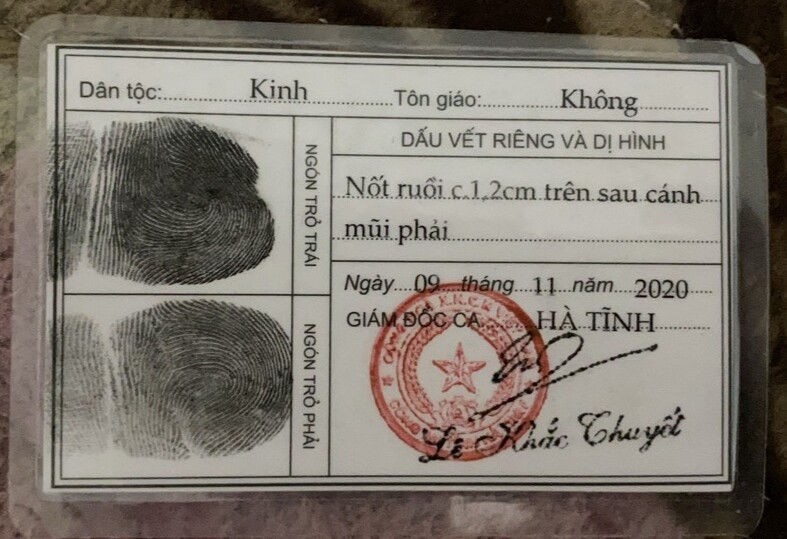 Dân tộc: Kinh Tôn giáo: Không
NGÓN TRỎ TRÁI
NGÓN TRỎ PHẢI
DẤU VẾT RIÊNG VÀ DỊ HÌNH
Nốt ruồi c.1,2cm trên sau cánh
mũi phải
Ngày 09 tháng 11 năm 2020
GIÁM ĐỐC CA HÀ TĨNH
Lê Khắc Thuyết